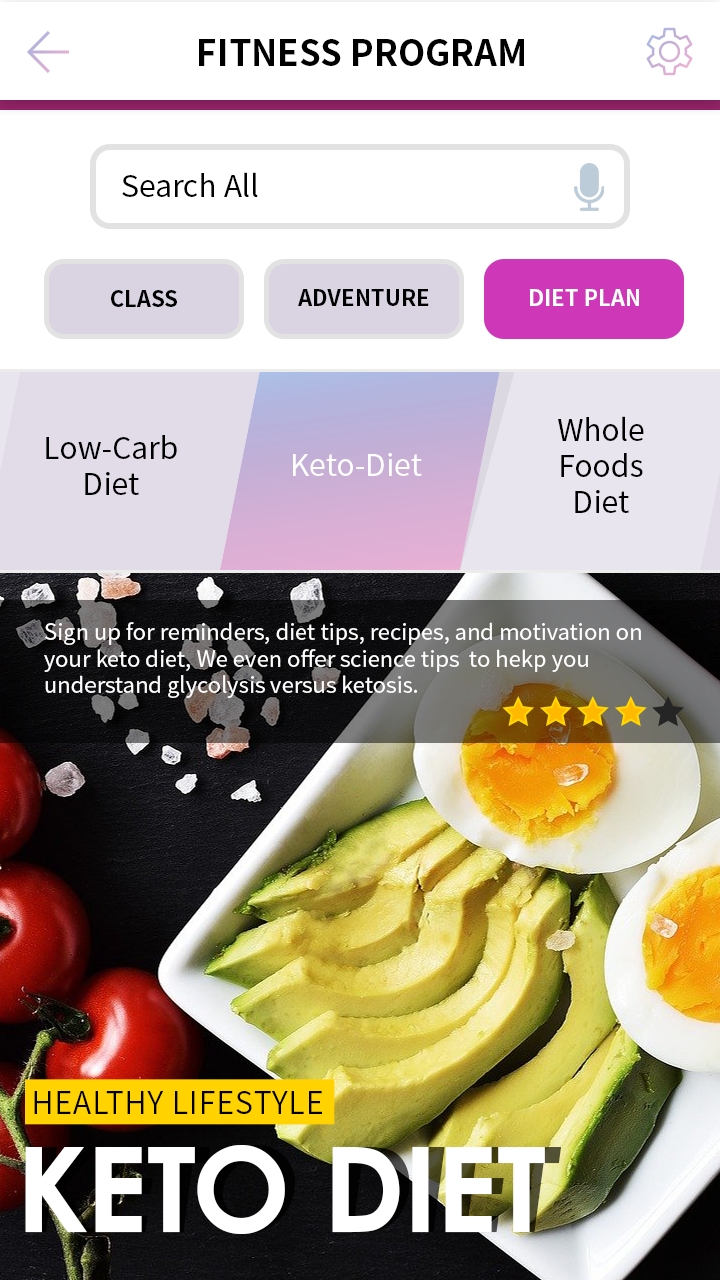 FITNESS PROGRAM
Search All
CLASS
ADVENTURE
DIET PLAN
Low-Carb
Diet
Keto-Diet
Whole
Foods
Diet
Sign up for reminders, diet tips, recipes, and motivation on
your keto diet, We even offer science tips  to hekp you
understand glycolysis versus ketosis.
HEALTHY LIFESTYLE
KETO DIET